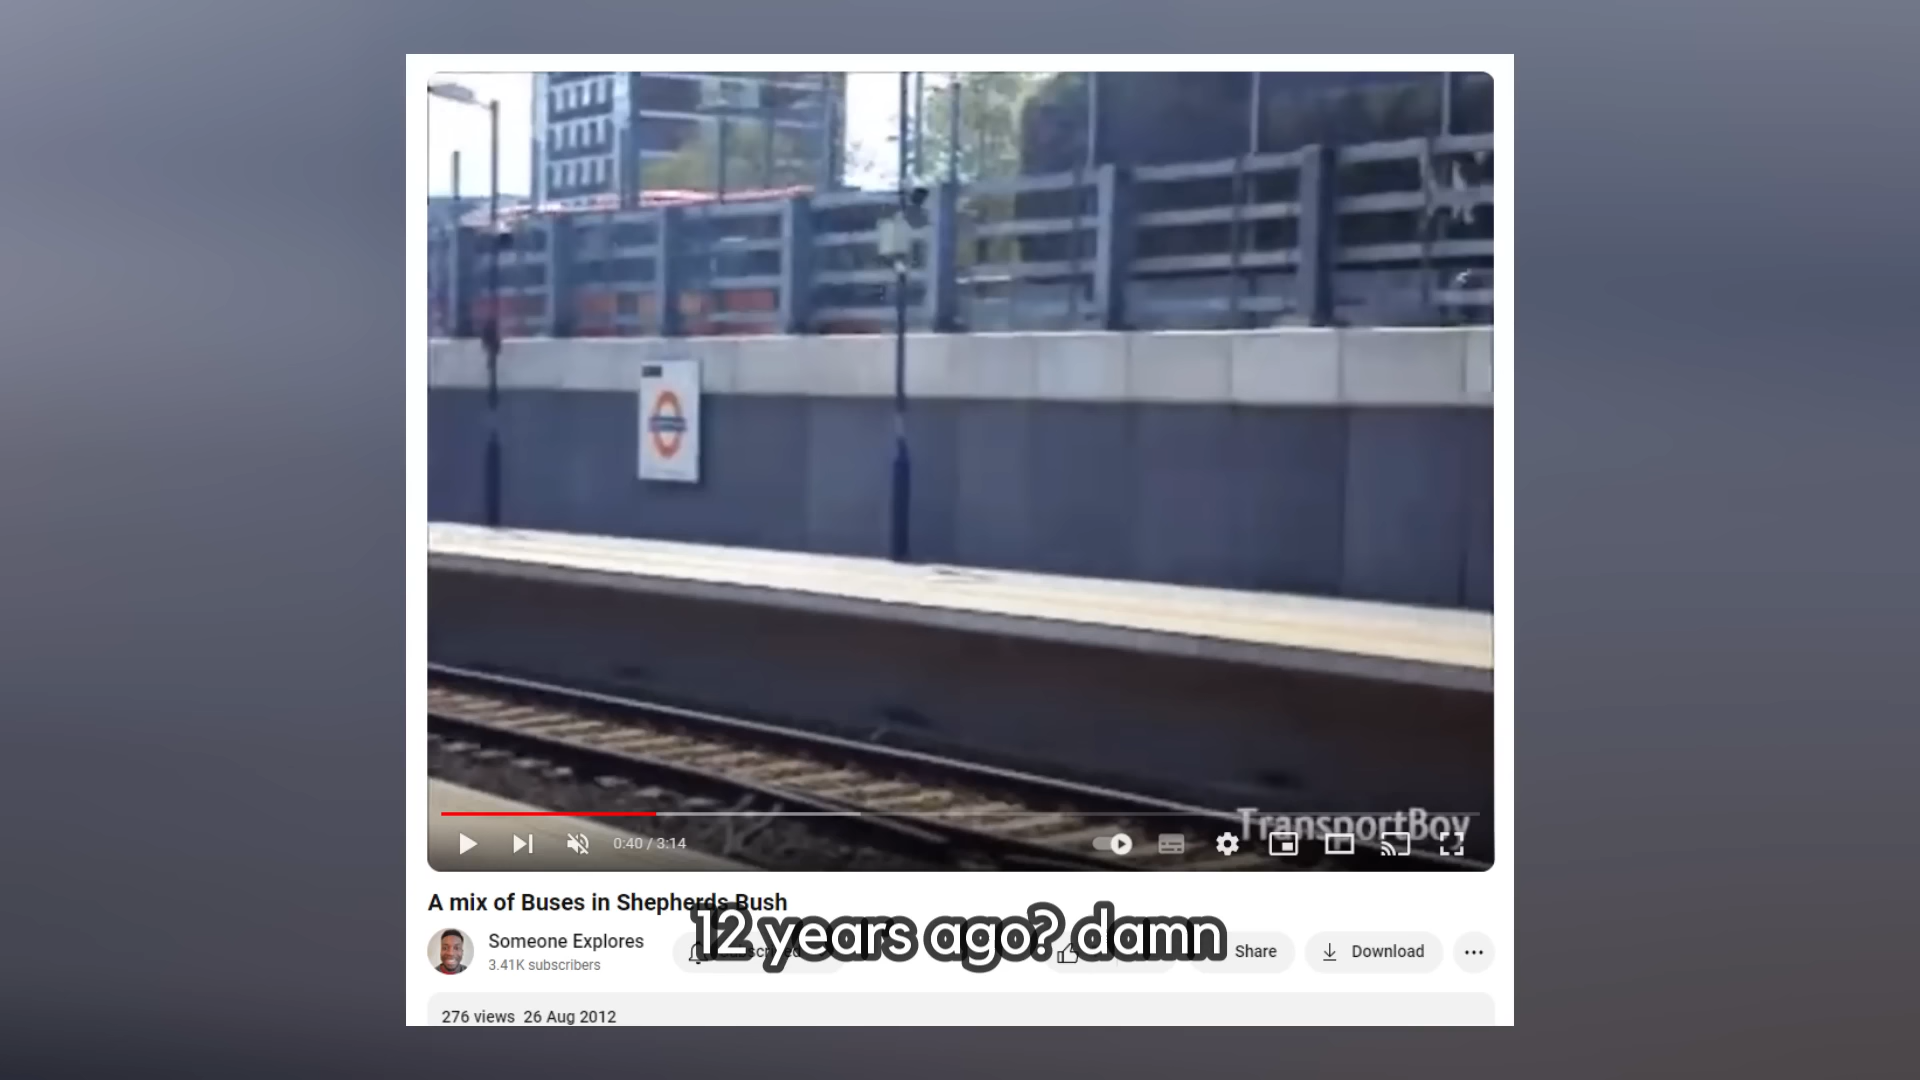 TransportBoy
0:40 / 3:14
A mix of Buses in Shepherds Bush
12 years ago? damn
Someone Explores
3.41K subscribers
Share
Download
276 views 26 Aug 2012